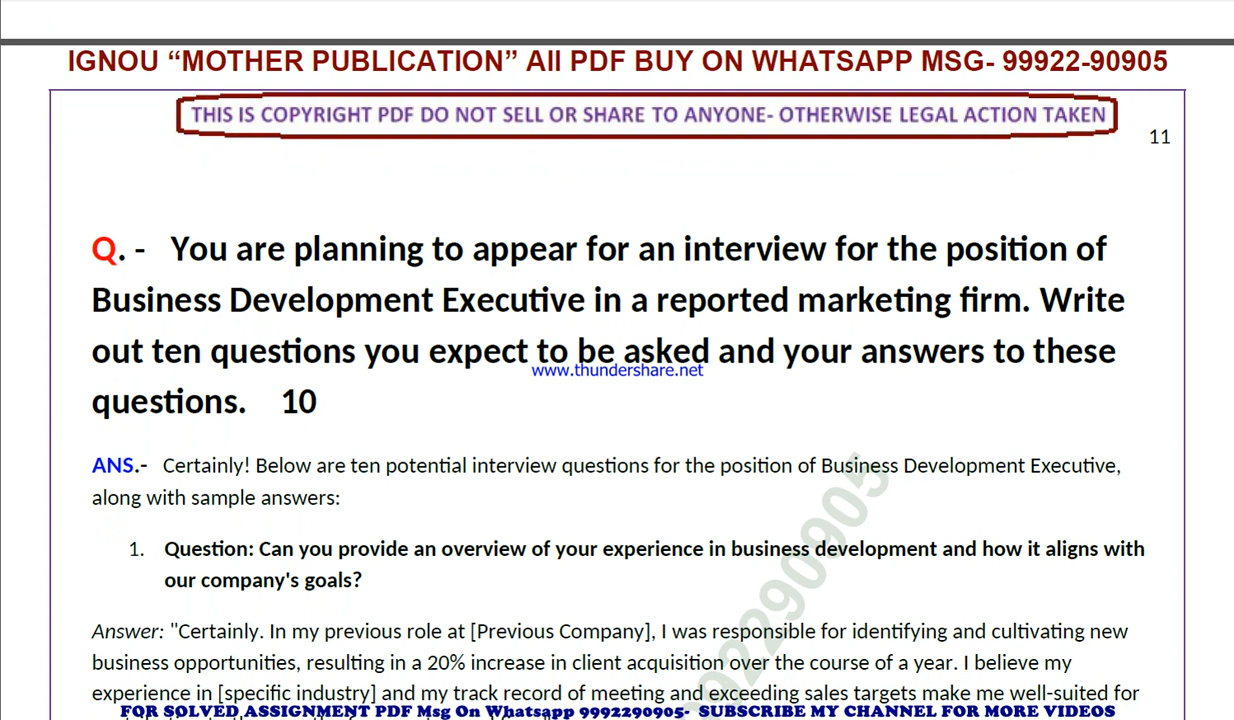 IGNOU “MOTHER PUBLICATION” All PDF BUY ON WHATSAPP MSG- 99922-90905
THIS IS COPYRIGHT PDF DO NOT SELL OR SHARE TO ANYONE- OTHERWISE LEGAL ACTION TAKEN
11
Q. - You are planning to appear for an interview for the position of
Business Development Executive in a reported marketing firm. Write
out ten questions you expect to be asked and your answers to these
www.thundershare.net
questions. 10
ANS.- Certainly! Below are ten potential interview questions for the position of Business Development Executive,
along with sample answers:
1. Question: Can you provide an overview of your experience in business development and how it aligns with
our company's goals?
Answer: "Certainly. In my previous role at [Previous Company], I was responsible for identifying and cultivating new
business opportunities, resulting in a 20% increase in client acquisition over the course of a year. I believe my
experience in [specific industry] and my track record of meeting and exceeding sales targets make me well-suited for
FOR SOLVED ASSIGNMENT PDF Msg On Whatsapp 9992290905- SUBSCRIBE MY CHANNEL FOR MORE VIDEOS